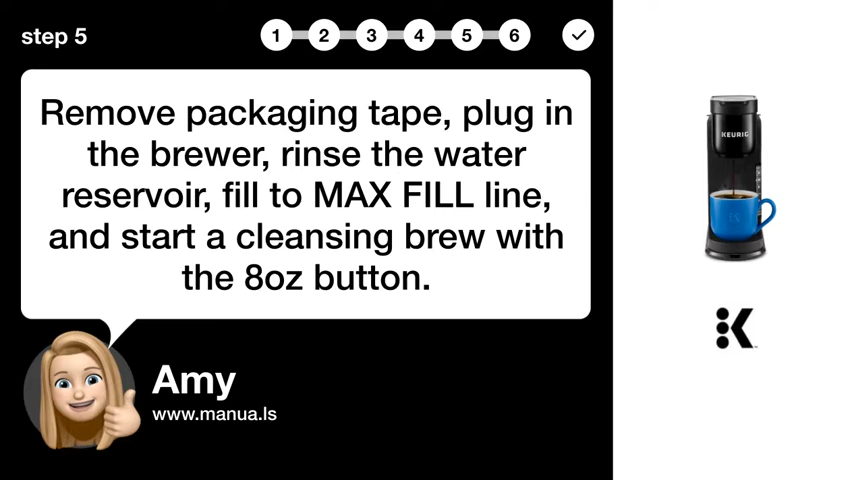 step 5
1 2 3 4 5 6
Remove packaging tape, plug in
the brewer, rinse the water
reservoir, fill to MAX FILL line,
and start a cleansing brew with
the 8oz button.
Amy
www.manua.ls
KEURIG
K
K